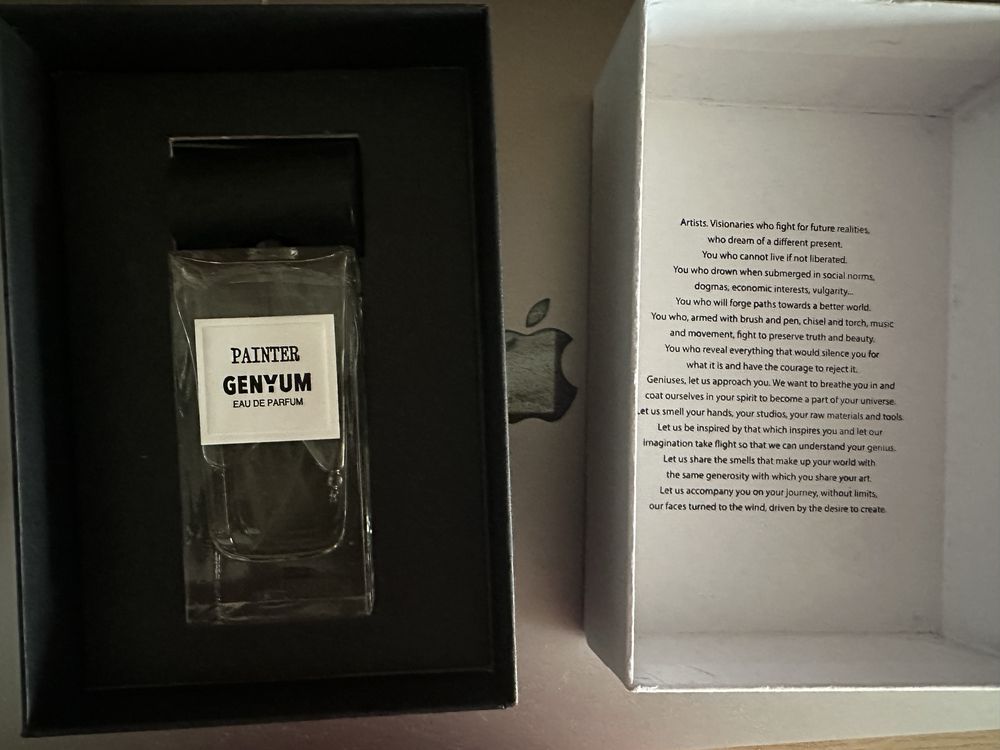 PAINTER
GENYUM
EAU DE PARFUM
Artists. Visionaries who fight for future realities,
who dream of a different present.
You who cannot live if not liberated.
You who drown when submerged in social norms,
dogmas, economic interests, vulgarity...
You who will forge paths towards a better world.
You who, armed with brush and pen, chisel and torch, music
and movement, fight to preserve truth and beauty.
You who reveal everything that would silence you for
what it is and have the courage to reject it.
Geniuses, let us approach you. We want to breathe you in and
coat ourselves in your spirit to become a part of your universe.
Let us smell your hands, your studios, your raw materials and tools.
Let us be inspired by that which inspires you and let our
imagination take flight so that we can understand your genius.
Let us share the smells that make up your world with
the same generosity with which you share your art.
Let us accompany you on your journey, without limits,
our faces turned to the wind, driven by the desire to create.